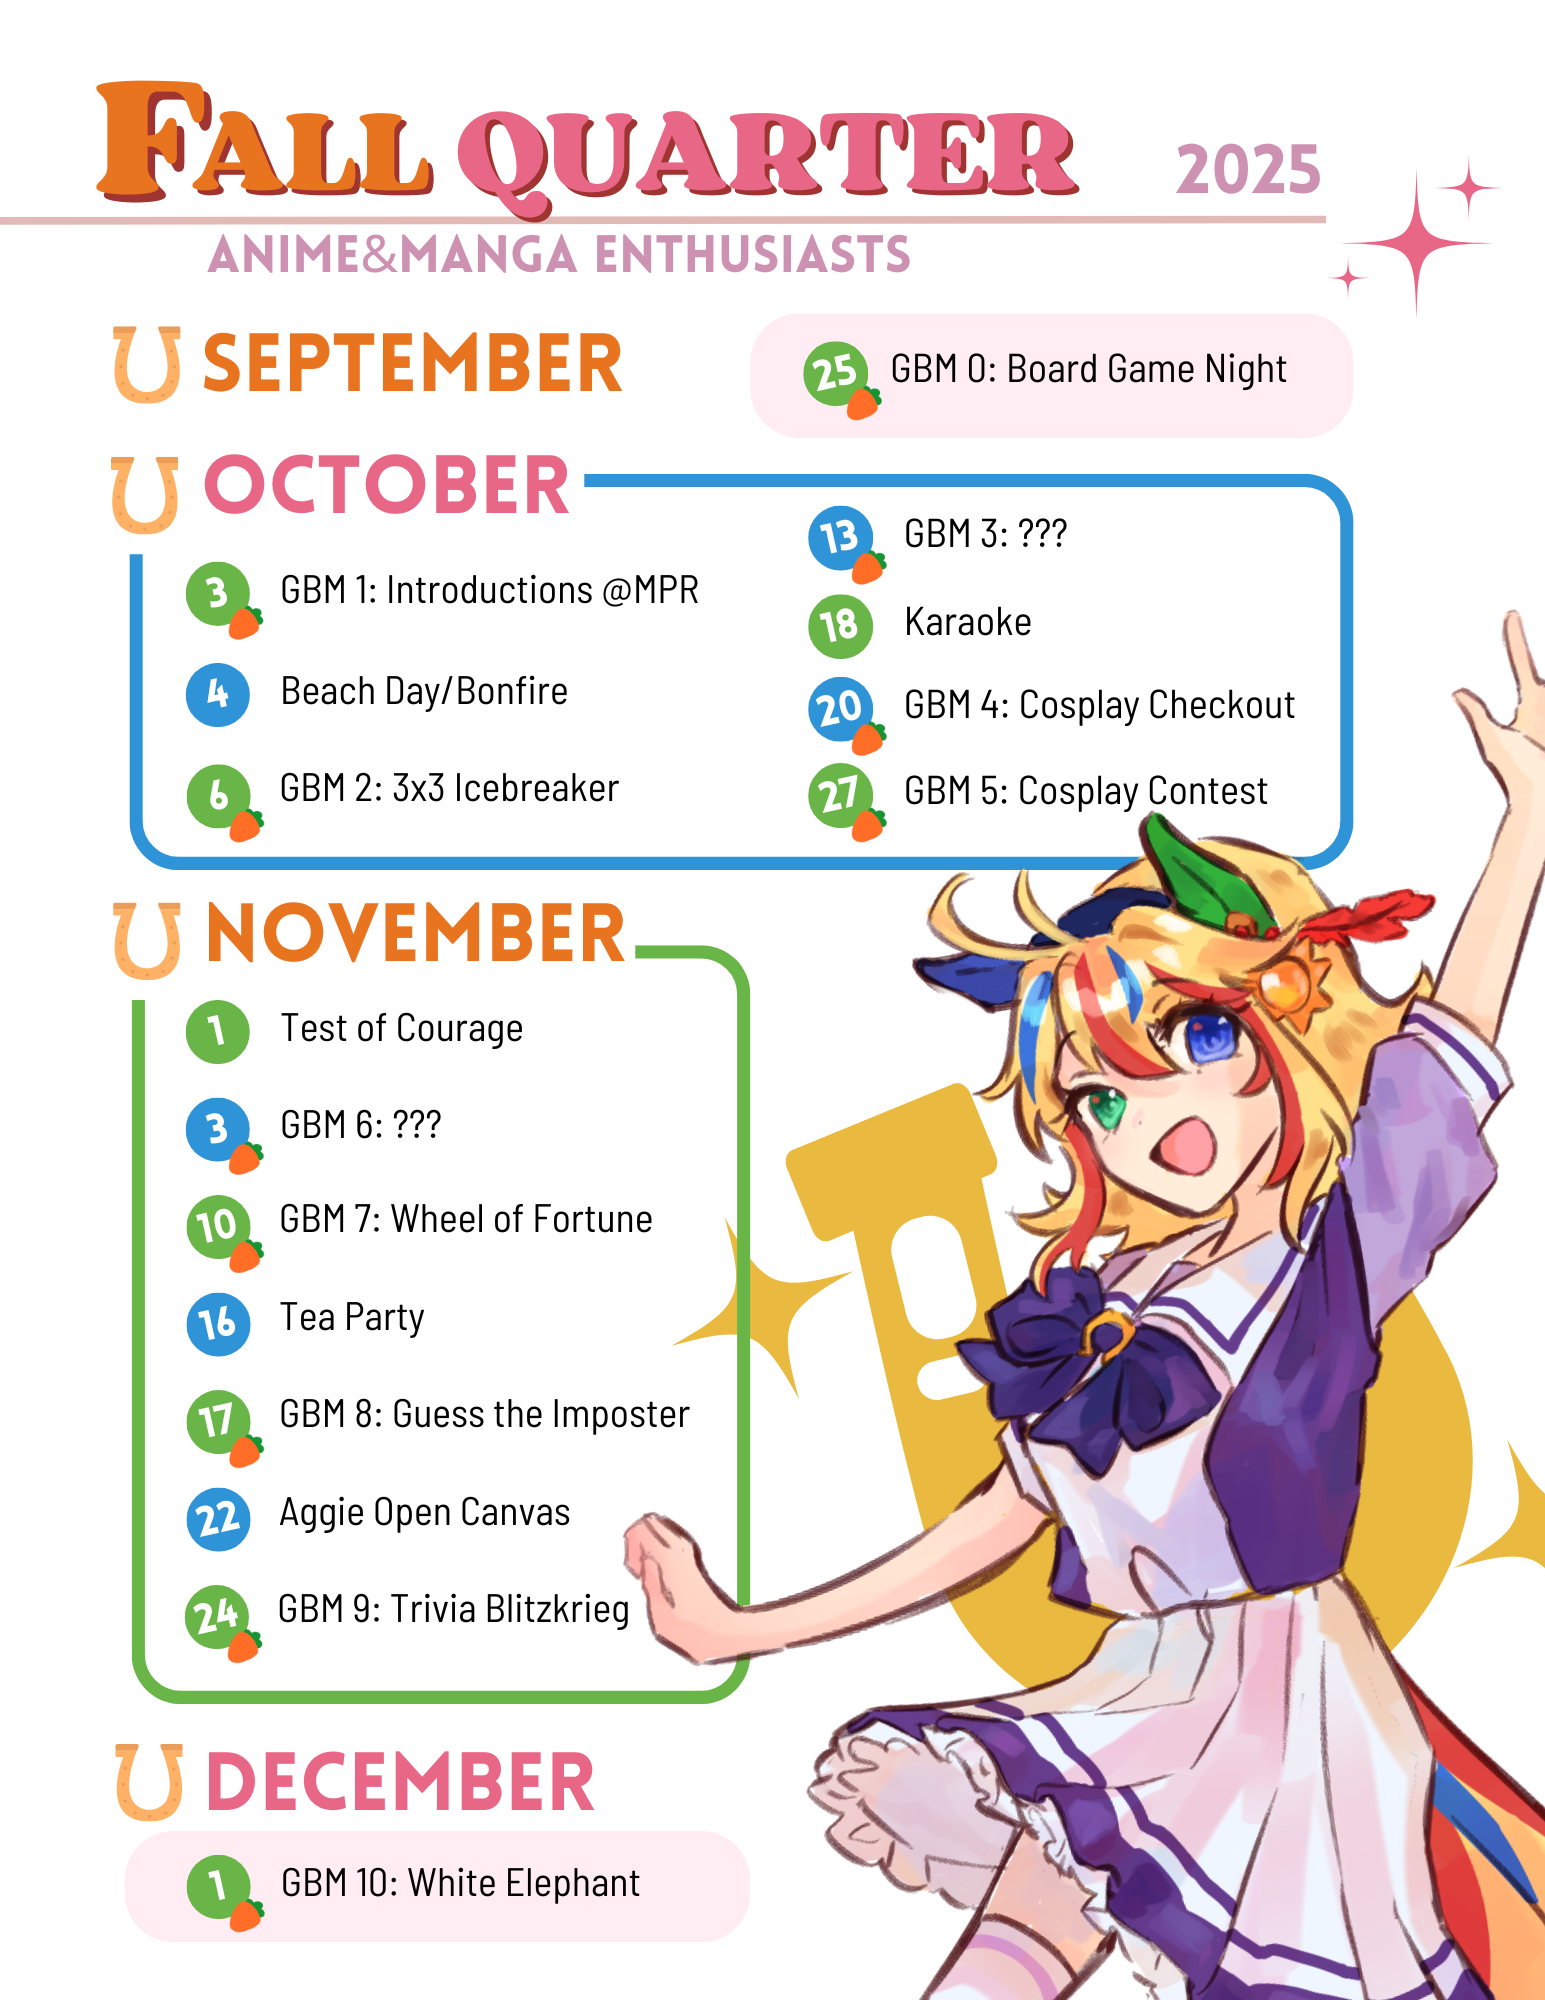 FALL QUARTER 2025
ANIME&MANGA ENTHUSIASTS
SEPTEMBER
25 GBM 0: Board Game Night
OCTOBER
3 GBM 1: Introductions @MPR
4 Beach Day/Bonfire
6 GBM 2: 3x3 Icebreaker
13 GBM 3: ???
18 Karaoke
20 GBM 4: Cosplay Checkout
27 GBM 5: Cosplay Contest
NOVEMBER
1 Test of Courage
3 GBM 6: ???
10 GBM 7: Wheel of Fortune
16 Tea Party
17 GBM 8: Guess the Imposter
22 Aggie Open Canvas
24 GBM 9: Trivia Blitzkrieg
DECEMBER
1 GBM 10: White Elephant